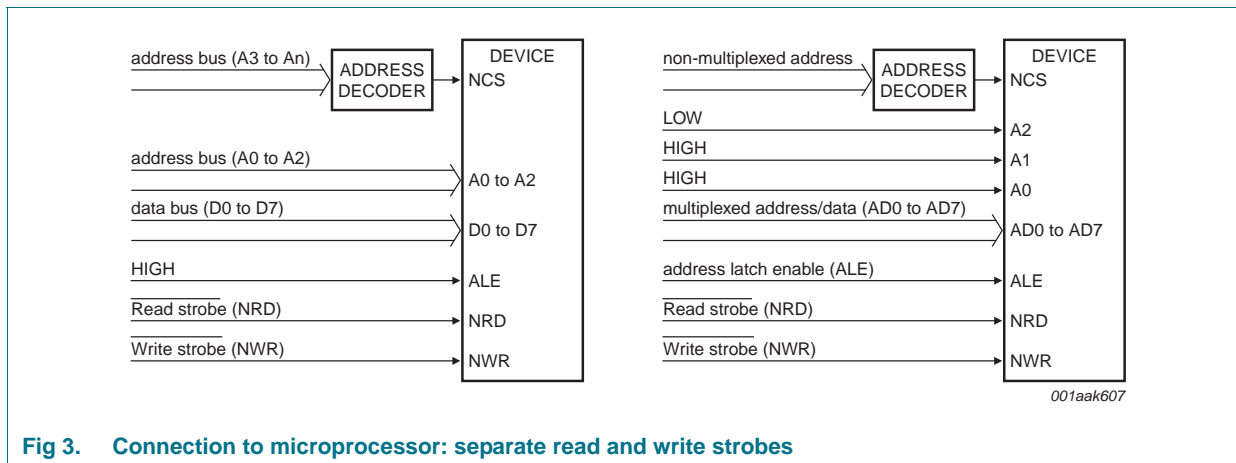 address bus (A3 to An)
ADDRESS
DECODER
DEVICE
NCS
address bus (A0 to A2)
A0 to A2
data bus (D0 to D7)
D0 to D7
HIGH
ALE
Read strobe (NRD)
NRD
Write strobe (NWR)
NWR
non-multiplexed address
ADDRESS
DECODER
DEVICE
NCS
LOW
A2
HIGH
A1
HIGH
A0
multiplexed address/data (AD0 to AD7)
AD0 to AD7
address latch enable (ALE)
ALE
Read strobe (NRD)
NRD
Write strobe (NWR)
NWR
001aak607
Fig 3. Connection to microprocessor: separate read and write strobes